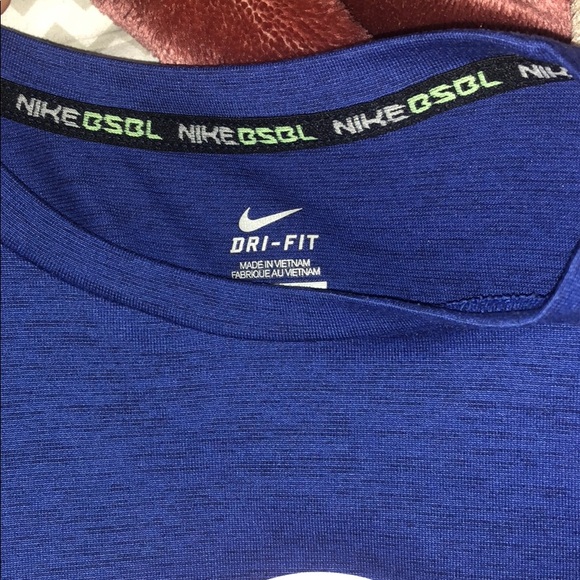 NIKE BSBL NIKE BSBL NIKE BSBL NIK
DRI-FIT
MADE IN VIETNAM
FABRIQUE AU VIETNAM